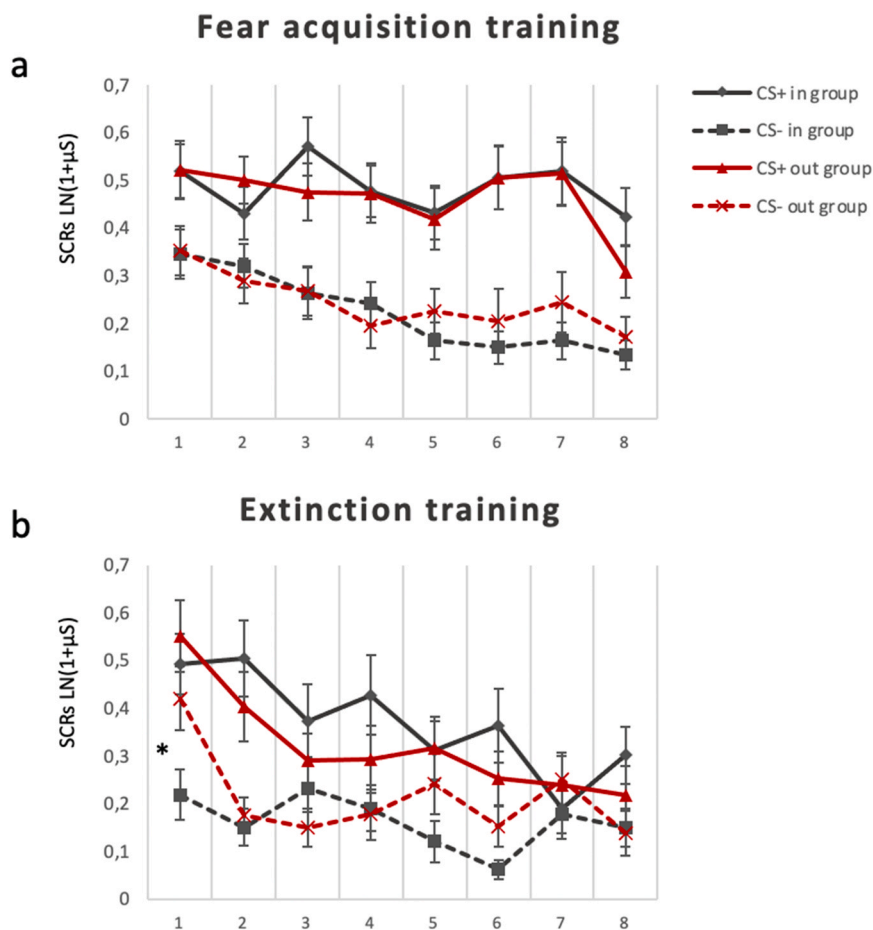 Fear acquisition training
a
SCRs LN(1+µS)
0,7
0,6
0,5
0,4
0,3
0,2
0,1
0
1 2 3 4 5 6 7 8
CS+ in group
CS- in group
CS+ out group
CS- out group
Extinction training
b
SCRs LN(1+µS)
0,7
0,6
0,5
0,4
0,3
0,2
0,1
0
*
1 2 3 4 5 6 7 8